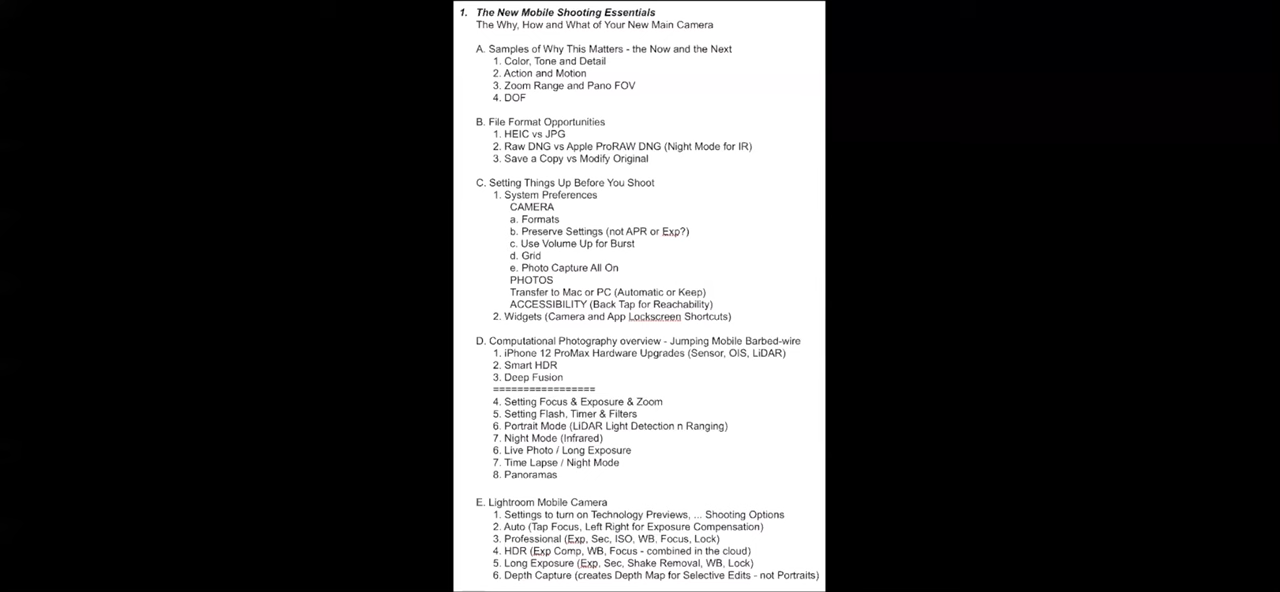 1. The New Mobile Shooting Essentials
The Why, How and What of Your New Main Camera
A. Samples of Why This Matters - the Now and the Next
1. Color, Tone and Detail
2. Action and Motion
3. Zoom Range and Pano FOV
4. DOF
B. File Format Opportunities
1. HEIC vs JPG
2. Raw DNG vs Apple ProRAW DNG (Night Mode for IR)
3. Save a Copy vs Modify Original
C. Setting Things Up Before You Shoot
1. System Preferences
CAMERA
a. Formats
b. Preserve Settings (not APR or Exp?)
c. Use Volume Up for Burst
d. Grid
e. Photo Capture All On
PHOTOS
Transfer to Mac or PC (Automatic or Keep)
ACCESSIBILITY (Back Tap for Reachability)
2. Widgets (Camera and App Lockscreen Shortcuts)
D. Computational Photography overview - Jumping Mobile Barbed-wire
1. iPhone 12 ProMax Hardware Upgrades (Sensor, OIS, LiDAR)
2. Smart HDR
3. Deep Fusion
=================
4. Setting Focus & Exposure & Zoom
5. Setting Flash, Timer & Filters
6. Portrait Mode (LiDAR Light Detection n Ranging)
7. Night Mode (Infrared)
6. Live Photo / Long Exposure
7. Time Lapse / Night Mode
8. Panoramas
E. Lightroom Mobile Camera
1. Settings to turn on Technology Previews, ... Shooting Options
2. Auto (Tap Focus, Left Right for Exposure Compensation)
3. Professional (Exp, Sec, ISO, WB, Focus, Lock)
4. HDR (Exp Comp, WB, Focus - combined in the cloud)
5. Long Exposure (Exp, Sec, Shake Removal, WB, Lock)
6. Depth Capture (creates Depth Map for Selective Edits - not Portraits)